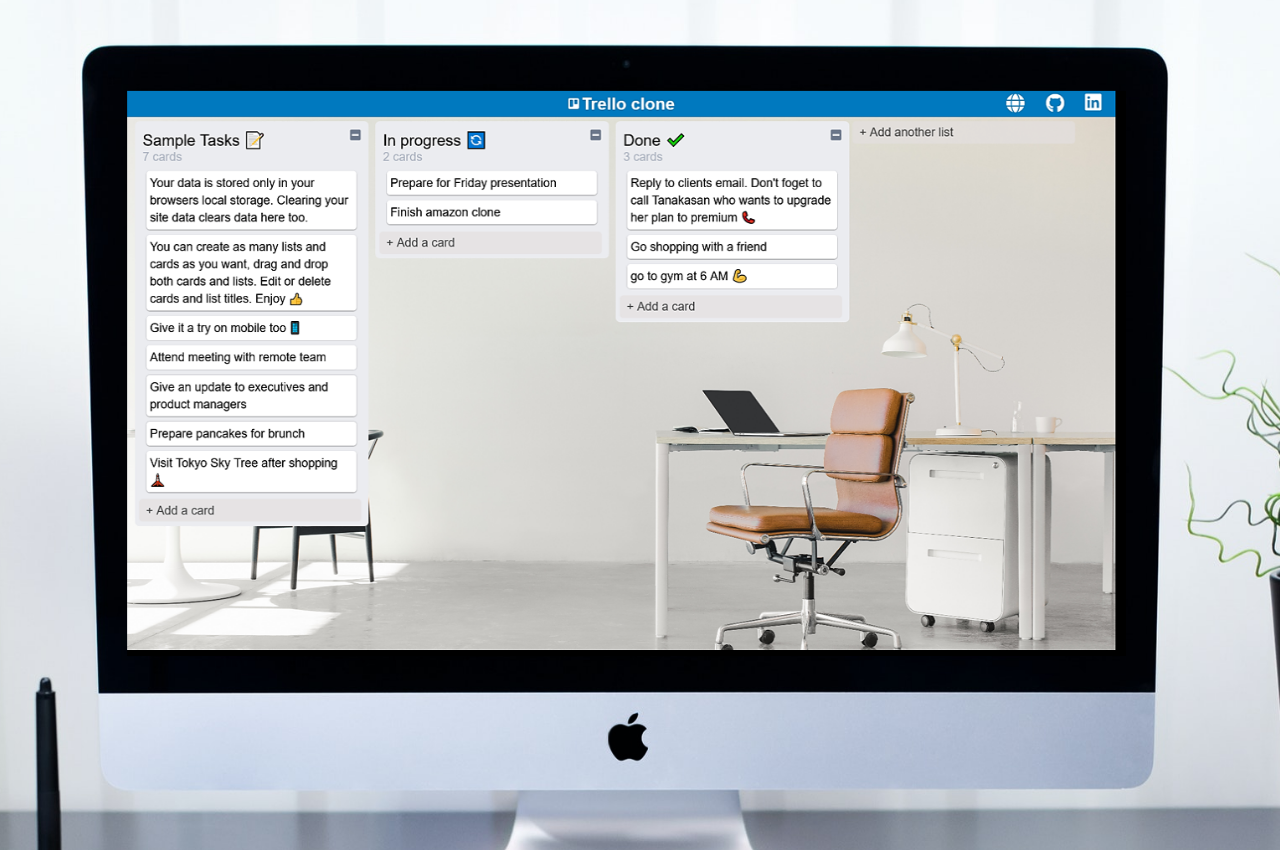 Trello clone
Sample Tasks 📝
7 cards
Your data is stored only in your
browsers local storage. Clearing your
site data clears data here too.
You can create as many lists and
cards as you want, drag and drop
both cards and lists. Edit or delete
cards and list titles. Enjoy 👍
Give it a try on mobile too 📱
Attend meeting with remote team
Give an update to executives and
product managers
Prepare pancakes for brunch
Visit Tokyo Sky Tree after shopping
🗼
+ Add a card
In progress 🔄
2 cards
Prepare for Friday presentation
Finish amazon clone
+ Add a card
Done ✔
3 cards
Reply to clients email. Don't foget to
call Tanakasan who wants to upgrade
her plan to premium 📞
Go shopping with a friend
go to gym at 6 AM 💪
+ Add a card
+ Add another list
in